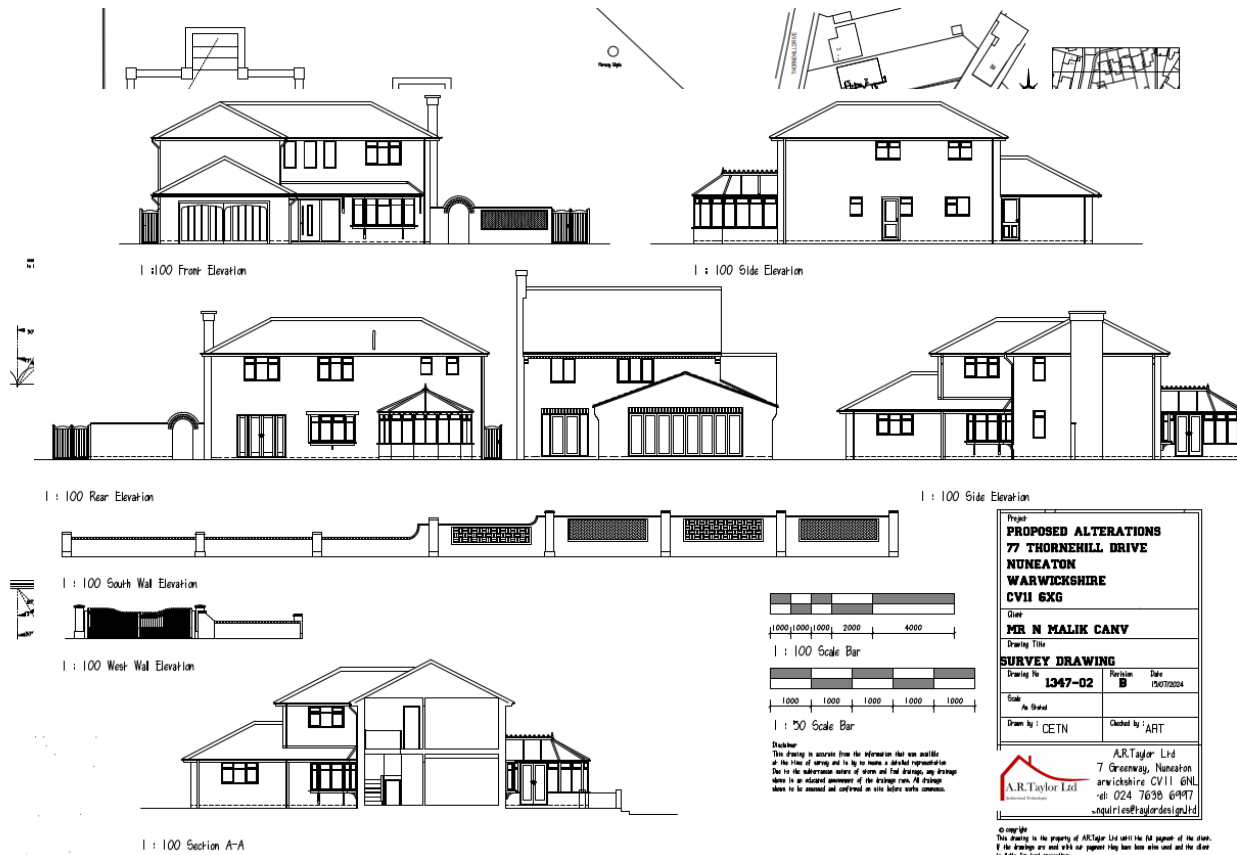 THORNEHILL DRIVE
1 :100 Front Elevation
1 : 100 Side Elevation
1 : 100 Rear Elevation
1 : 100 Side Elevation
1 : 100 South Wall Elevation
1 : 100 West Wall Elevation
1 : 100 Section A-A
1000 1000 1000 2000 4000
1 : 100 Scale Bar
1000 1000 1000 1000 1000
1 : 50 Scale Bar
Disclaimer
This drawing is accurate from the information that was available
at the time of survey and is by no means a detailed representation
Due to the subterranean nature of storm and foul drainage, any drainage
shown is an educated assessment of the drainage runs. All drainage
shown to be assessed and confirmed on site before works commence.
Project
PROPOSED ALTERATIONS
77 THORNEHILL DRIVE
NUNEATON
WARWICKSHIRE
CV11 6XG
Client
MR N MALIK CANV
Drawing Title
SURVEY DRAWING
Drawing No 1347-02 Revision B Date 15/07/2024
Scale
As Stated
Drawn by : CETN Checked by : ART
A.R.Taylor Ltd
Architectural Technologists
A.R.Taylor Ltd
7 Greenway, Nuneaton
arwickshire CV11 6NL
el: 024 7638 6997
nquiries@taylordesign.ltd
© copyright
This drawing is the property of AR.Taylor Ltd until the full payment of the client.